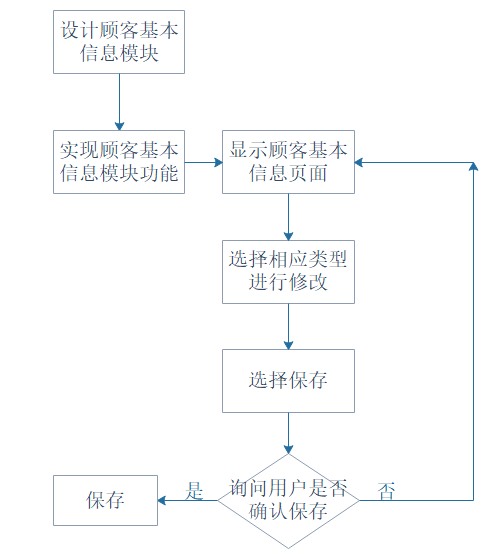 设计顾客基本
信息模块
实现顾客基本
信息模块功能
显示顾客基本
信息页面
选择相应类型
进行修改
选择保存
询问用户是否
确认保存
是
否
保存